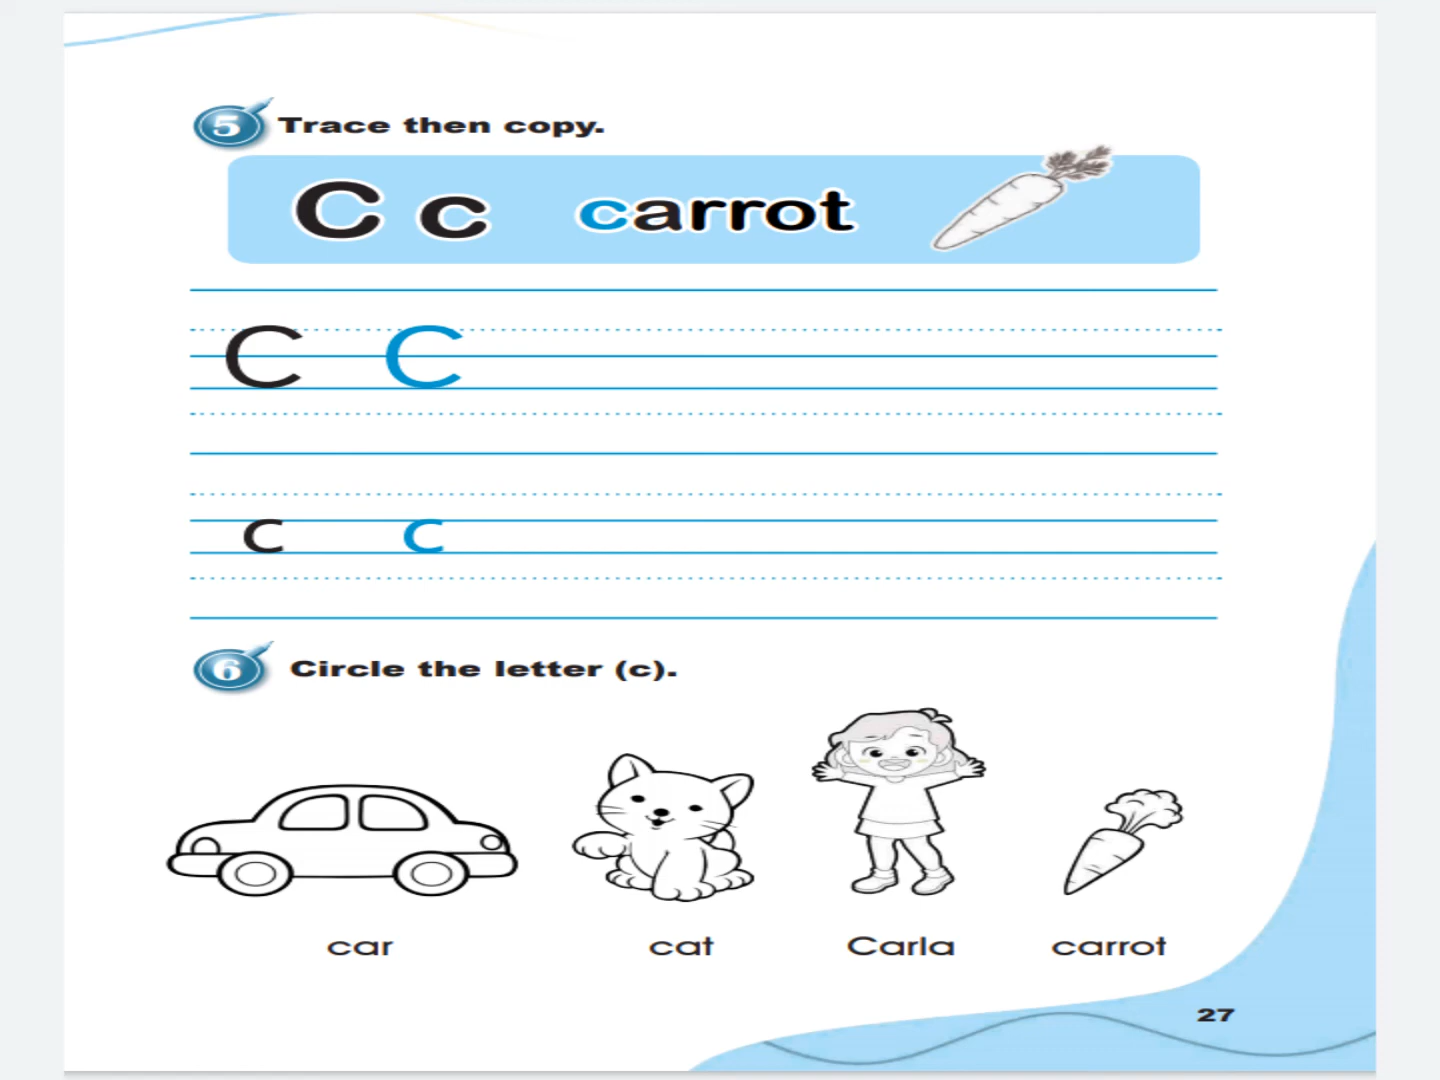 5 Trace then copy.
C c carrot
C C
c c
6 Circle the letter (c).
car cat Carla carrot
27